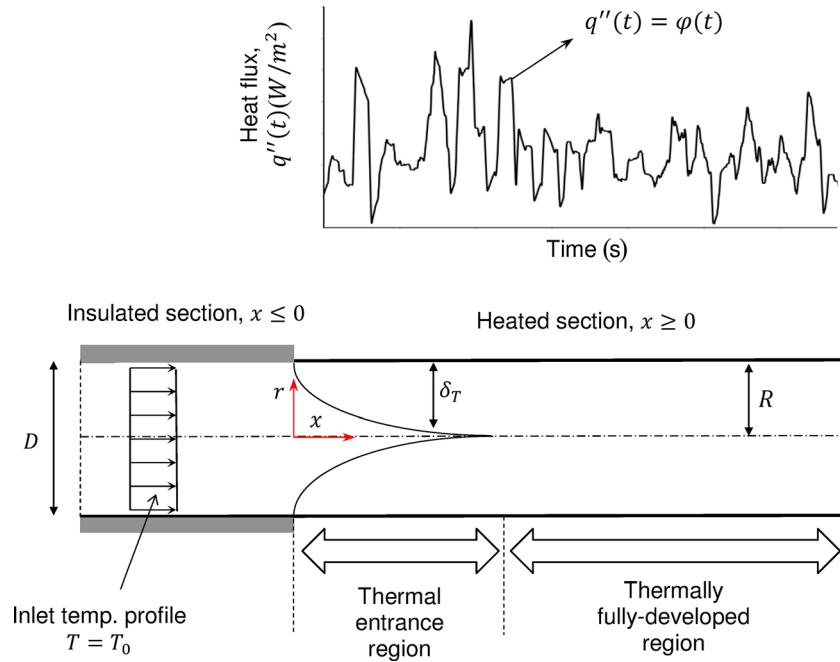 q''(t) = φ(t)
Heat flux,
q''(t)(W/m²)
Time (s)
Insulated section, x ≤ 0
Heated section, x ≥ 0
D
r
x
δ_T
R
Inlet temp. profile
T = T₀
Thermal
entrance
region
Thermally
fully-developed
region